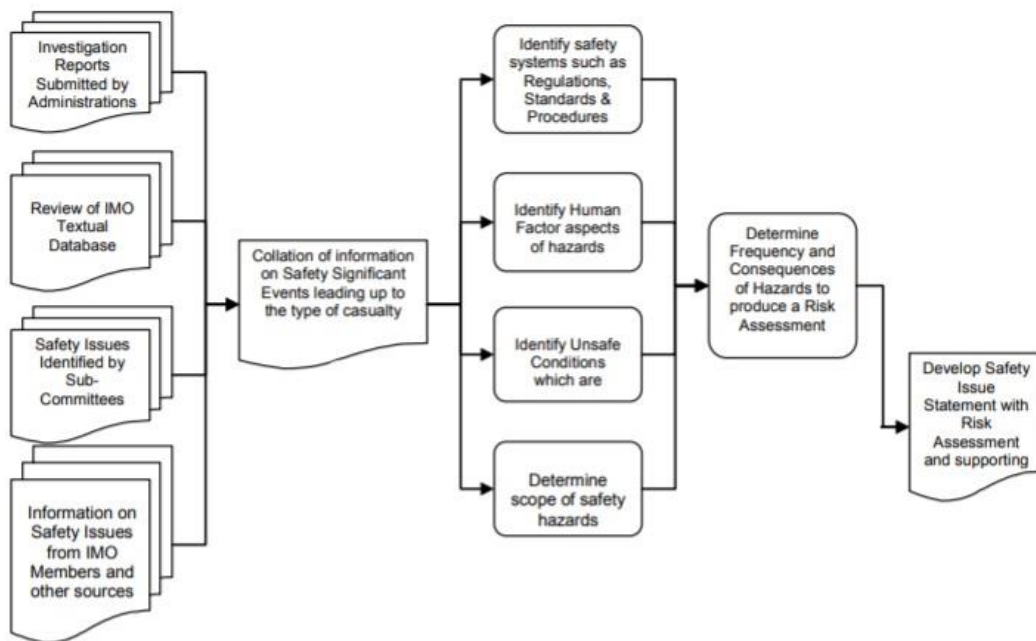 Investigation
Reports
Submitted by
Administrations
Review of IMO
Textual
Database
Safety Issues
Identified by
Sub-
Committees
Information on
Safety Issues
from IMO
Members and
other sources
Collation of information
on Safety Significant
Events leading up to
the type of casualty
Identify safety
systems such as
Regulations,
Standards &
Procedures
Identify Human
Factor aspects
of hazards
Identify Unsafe
Conditions
which are
Determine
scope of safety
hazards
Determine
Frequency and
Consequences
of Hazards to
produce a Risk
Assessment
Develop Safety
Issue
Statement with
Risk
Assessment
and supporting